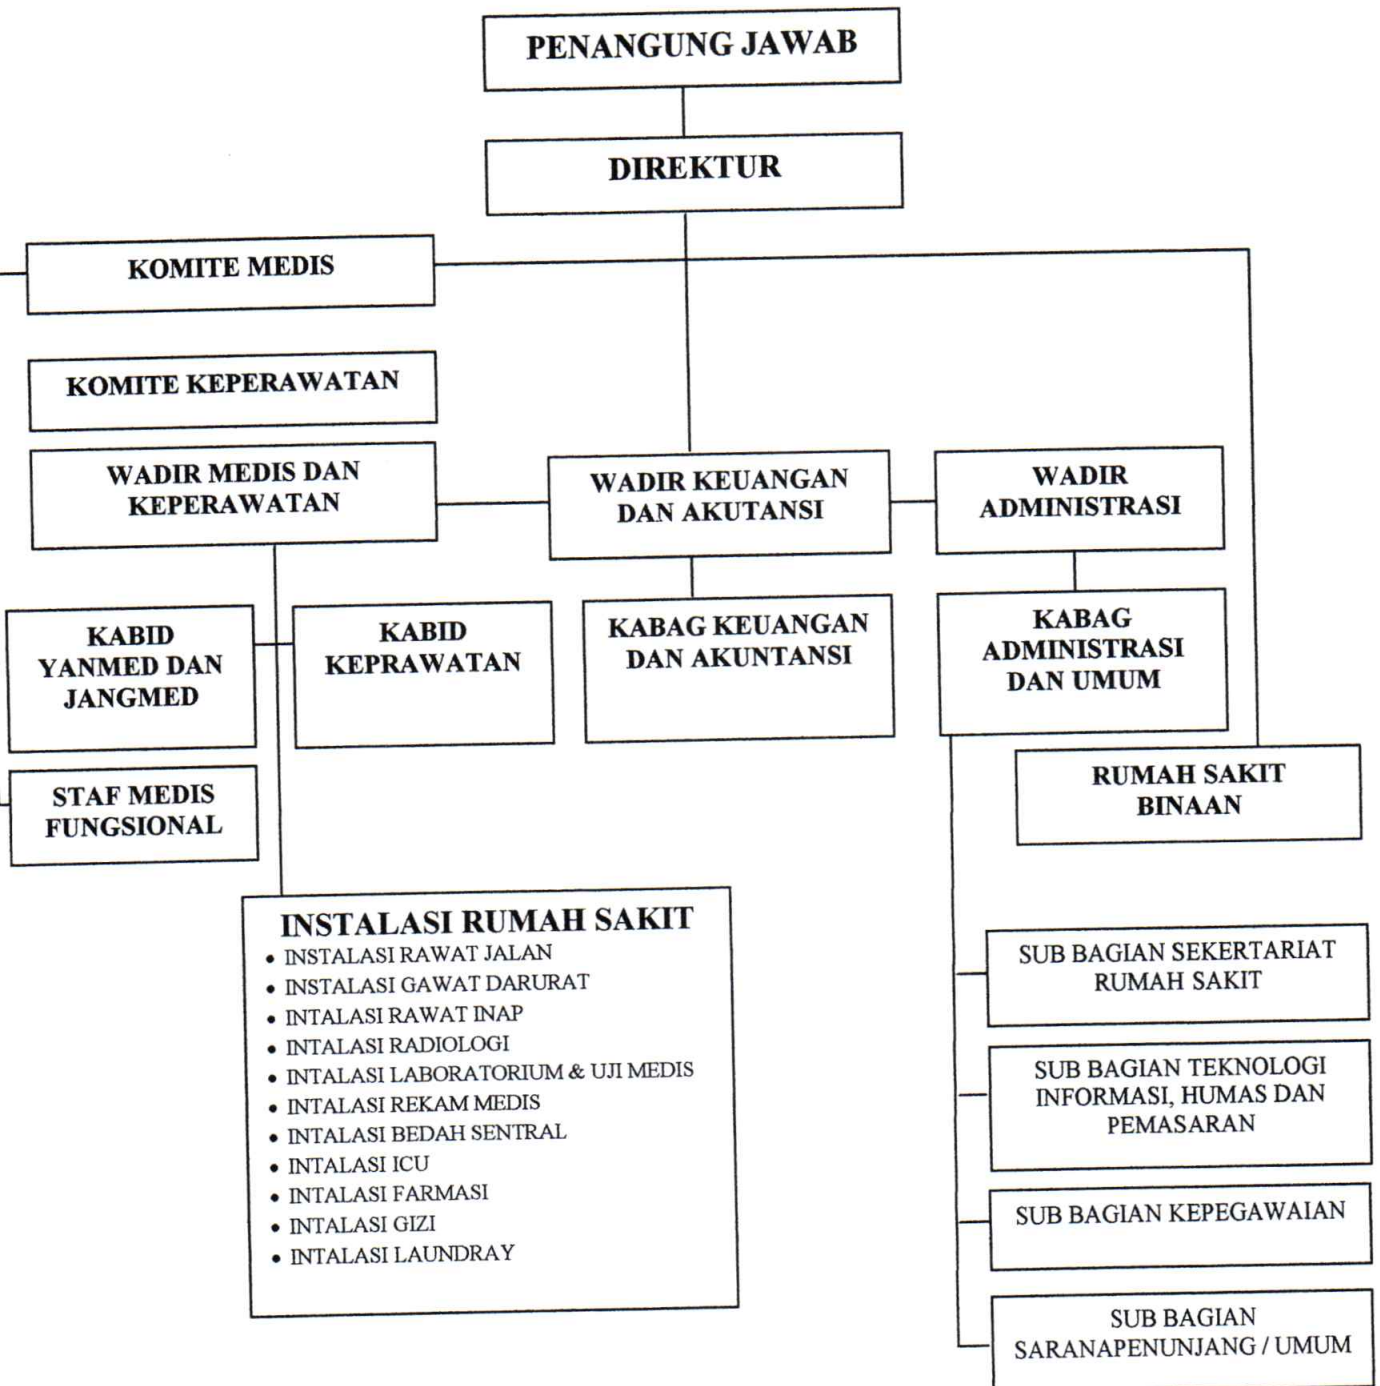 PENANGUNG JAWAB
DIREKTUR
KOMITE MEDIS
KOMITE KEPERAWATAN
WADIR MEDIS DAN
KEPERAWATAN
WADIR KEUANGAN
DAN AKUTANSI
WADIR
ADMINISTRASI
KABID
YANMED DAN
JANGMED
KABID
KEPRAWATAN
KABAG KEUANGAN
DAN AKUNTANSI
KABAG
ADMINISTRASI
DAN UMUM
STAF MEDIS
FUNGSIONAL
RUMAH SAKIT
BINAAN
INSTALASI RUMAH SAKIT
• INSTALASI RAWAT JALAN
• INSTALASI GAWAT DARURAT
• INTALASI RAWAT INAP
• INTALASI RADIOLOGI
• INTALASI LABORATORIUM & UJI MEDIS
• INTALASI REKAM MEDIS
• INTALASI BEDAH SENTRAL
• INTALASI ICU
• INTALASI FARMASI
• INTALASI GIZI
• INTALASI LAUNDRAY
SUB BAGIAN SEKERTARIAT
RUMAH SAKIT
SUB BAGIAN TEKNOLOGI
INFORMASI, HUMAS DAN
PEMASARAN
SUB BAGIAN KEPEGAWAIAN
SUB BAGIAN
SARANAPENUNJANG / UMUM